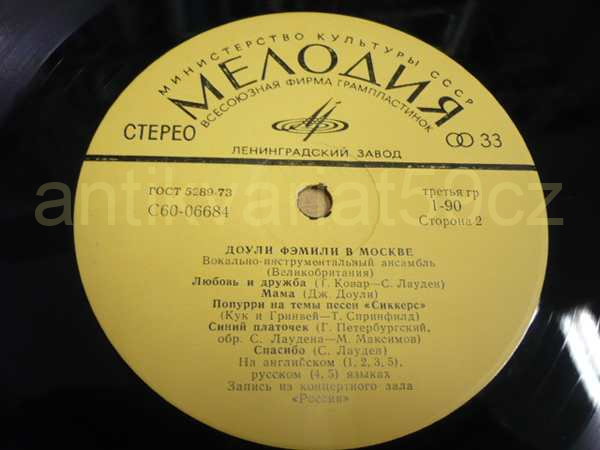 МИНИСТЕРСТВО КУЛЬТУРЫ СССР
МЕЛОДИЯ
ВСЕСОЮЗНАЯ ФИРМА ГРАМПЛАСТИНОК
СТЕРЕО
33
ЛЕНИНГРАДСКИЙ ЗАВОД
ГОСТ 5289-73
третья гр
antikvariat59cz
С60-06684
1-90
Сторона 2
ДОУЛИ ФЭМИЛИ В МОСКВЕ
Вокально-инструментальный ансамбль
(Великобритания)
Любовь и дружба (Г. Ковар—С. Лауден)
Мама (Дж. Доули)
Попурри на темы песен «Сиккерс»
(Кук и Гринвей—Т. Спрингфилд)
Синий платочек (Г. Петербургский,
обр. С. Лаудена—М. Максимов)
Спасибо (С. Лауден)
На английском (1, 2, 3, 5),
русском (4, 5) языках
Запись из концертного зала
«Россия»